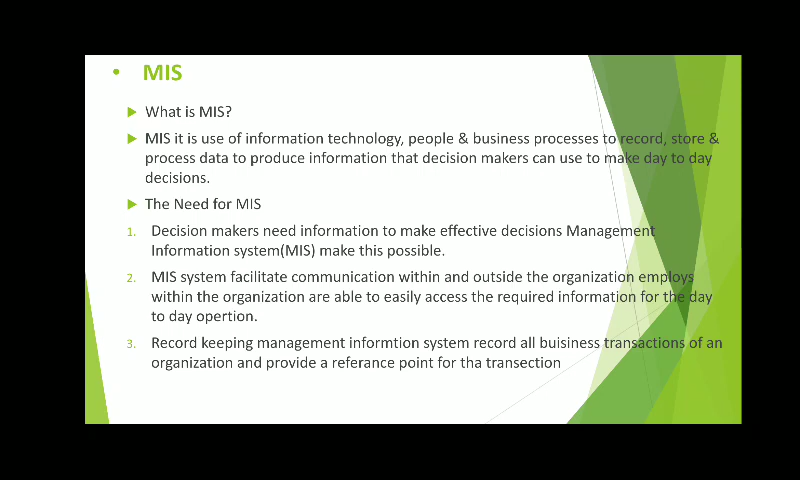 • MIS
What is MIS?
MIS it is use of information technology, people & business processes to record, store &
process data to produce information that decision makers can use to make day to day
decisions.
The Need for MIS
1. Decision makers need information to make effective decisions Management
Information system(MIS) make this possible.
2. MIS system facilitate communication within and outside the organization employs
within the organization are able to easily access the required information for the day
to day opertion.
3. Record keeping management informtion system record all buisiness transactions of an
organization and provide a referance point for tha transection